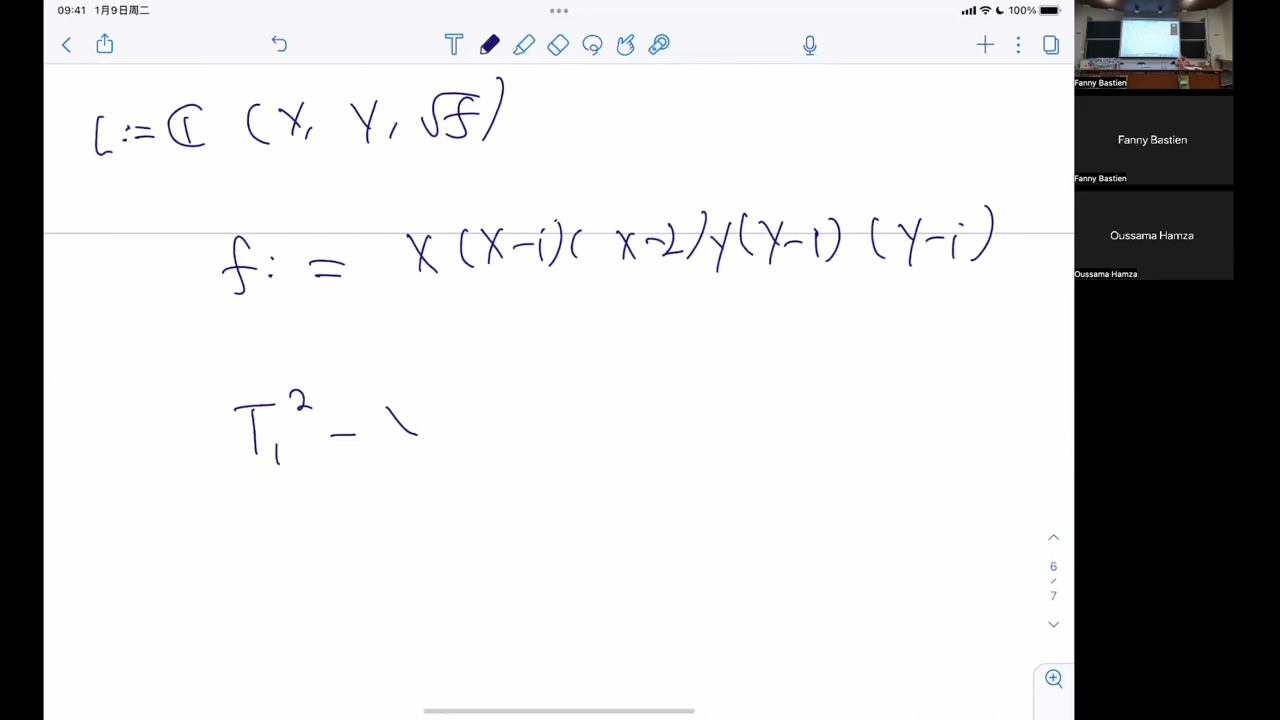 09:41 1月9日周二
100%
L := ℂ (X, Y, √f)
f := X (X-i)( X-2) Y(Y-1) (Y-i)
T₁² -
6
/
7
Fanny Bastien
Fanny Bastien
Fanny Bastien
Oussama Hamza
Oussama Hamza